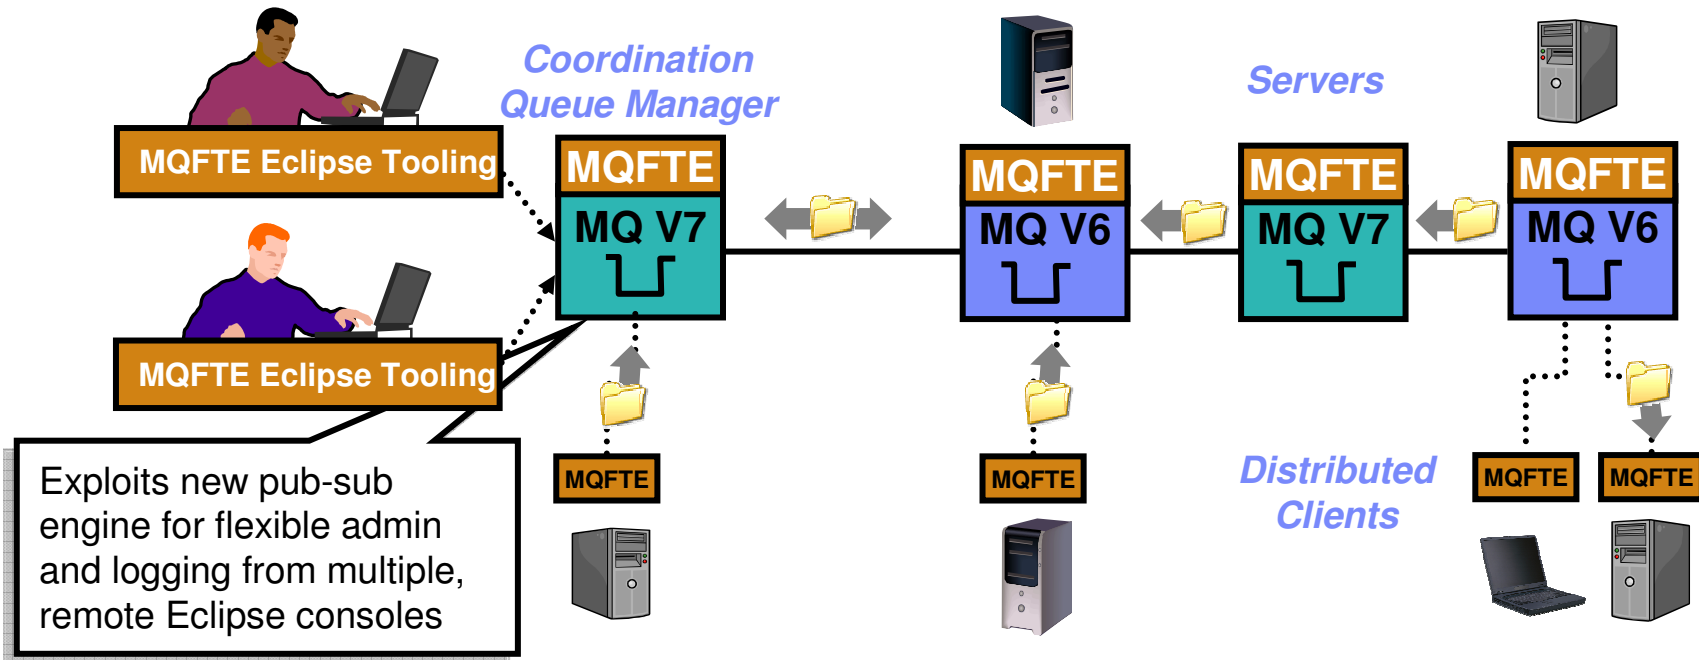 Coordination
Queue Manager
Servers
MQFTE Eclipse Tooling
MQFTE
MQ V7
MQFTE
MQ V6
MQFTE
MQ V7
MQFTE
MQ V6
MQFTE Eclipse Tooling
Exploits new pub-sub
engine for flexible admin
and logging from multiple,
remote Eclipse consoles
MQFTE
MQFTE
Distributed
Clients
MQFTE
MQFTE